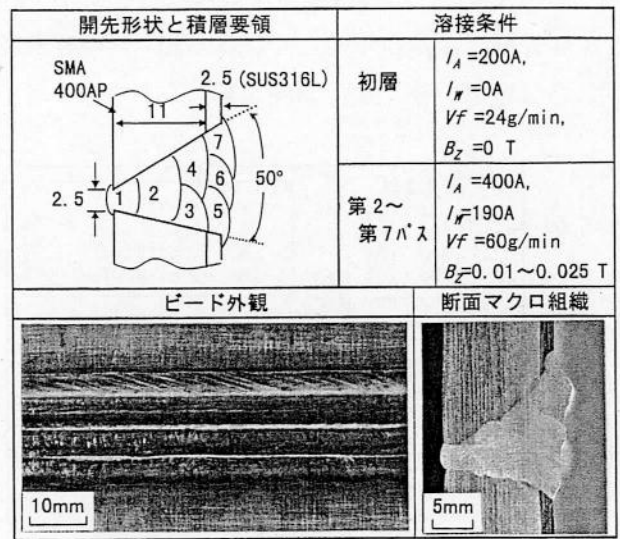 開先形状と積層要領
溶接条件
SMA
400AP
2.5 (SUS316L)
11
2.5
1
2
3
4
5
6
7
50°
初層
I_A =200A,
I_W =0A
Vf =24g/min,
B_Z =0 T
第2～
第7パス
I_A =400A,
I_W=190A
Vf =60g/min
B_Z=0.01～0.025 T
ビード外観
断面マクロ組織
10mm
5mm